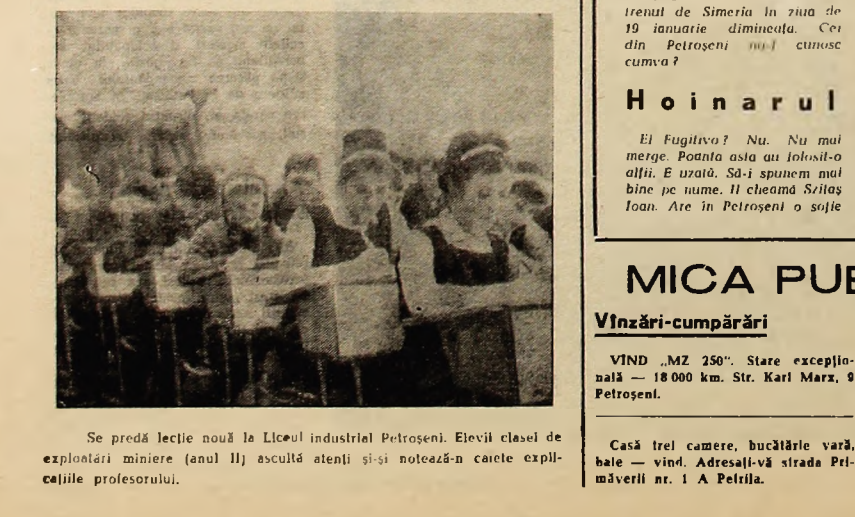 Se predă lecție nouă la Liceul industrial Petroșeni. Elevii clasei de
exploatări miniere (anul II) ascultă atenți și-și notează-n caiete expli-
cațiile profesorului.
trenul de Simeria în ziua de
19 ianuarie dimineața. Cei
din Petroșeni nu-l cunosc
cumva ?
Hoinarul
El Fugitivo ? Nu. Nu mai
merge. Poanta asta au folosit-o
alții. E uzată. Să-i spunem mai
bine pe nume. Îl cheamă Szilaș
Ioan. Are în Petroșeni o soție
MICA PUB
Vînzări-cumpărări
VÎND „MZ 250“. Stare excepțio-
nală — 18 000 km. Str. Karl Marx, 9
Petroșeni.
Casă trei camere, bucătărie vară,
baie — vînd. Adresați-vă strada Pri-
măverii nr. 1 A Petrila.